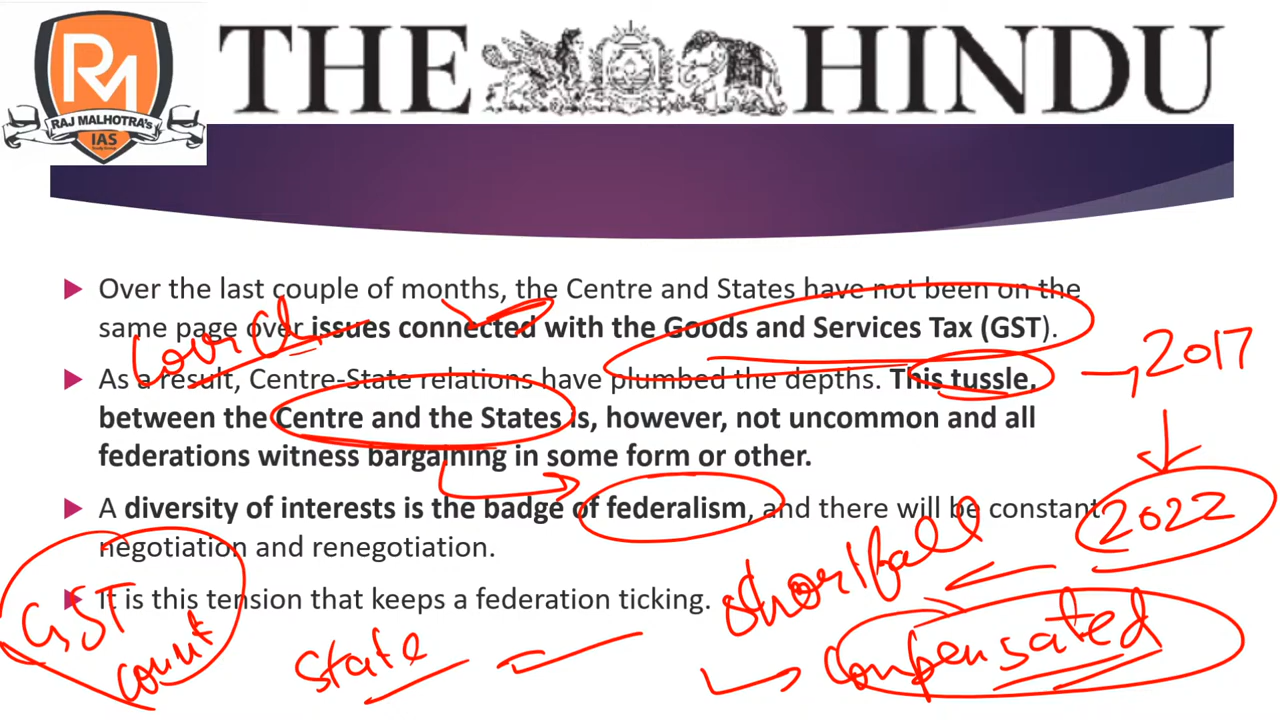 RM
RAJ MALHOTRA'S
IAS
THE HINDU
Over the last couple of months, the Centre and States have not been on the
same page over issues connected with the Goods and Services Tax (GST).
Covid
2017
As a result, Centre-State relations have plumbed the depths. This tussle,
between the Centre and the States is, however, not uncommon and all
federations witness bargaining in some form or other.
A diversity of interests is the badge of federalism, and there will be constant
2022
negotiation and renegotiation.
shortfall
It is this tension that keeps a federation ticking.
GST
state
compensated